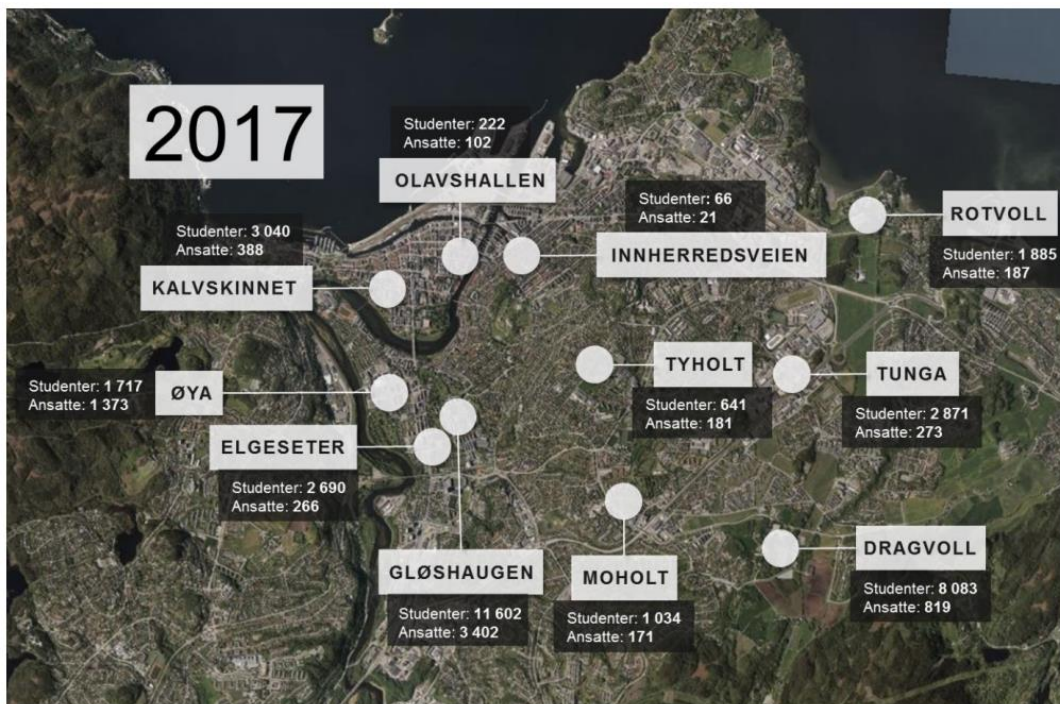 2017
Studenter: 222
Ansatte: 102
OLAVSHALLEN
Studenter: 66
Ansatte: 21
INNHERREDSVEIEN
ROTVOLL
Studenter: 1 885
Ansatte: 187
Studenter: 3 040
Ansatte: 388
KALVSKINNET
Studenter: 1 717
Ansatte: 1 373
ØYA
TYHOLT
Studenter: 641
Ansatte: 181
TUNGA
Studenter: 2 871
Ansatte: 273
ELGESETER
Studenter: 2 690
Ansatte: 266
GLØSHAUGEN
Studenter: 11 602
Ansatte: 3 402
MOHOLT
Studenter: 1 034
Ansatte: 171
DRAGVOLL
Studenter: 8 083
Ansatte: 819